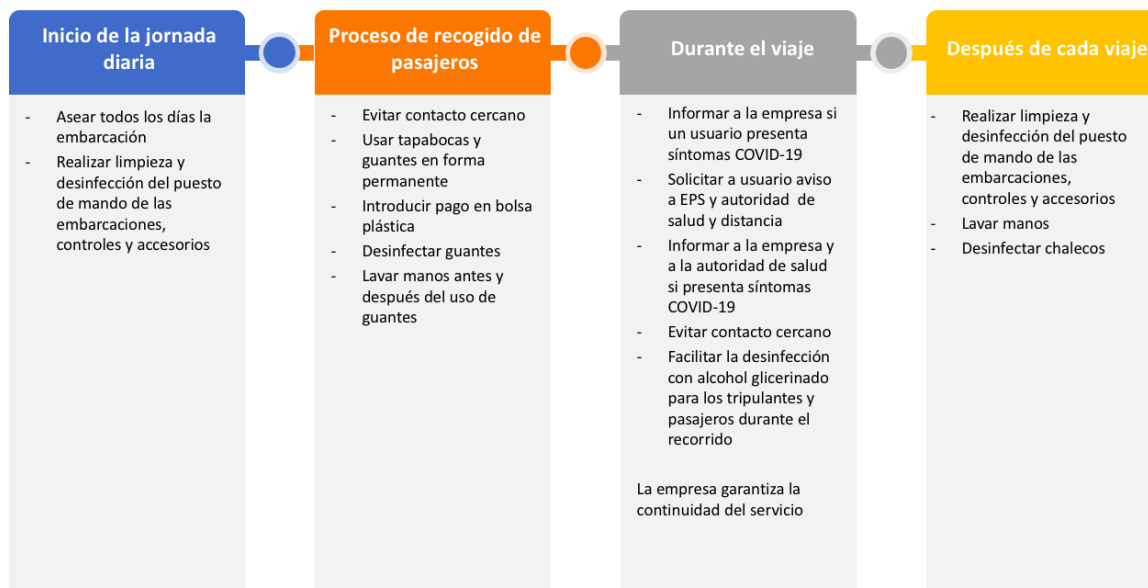 Inicio de la jornada
diaria
- Asear todos los días la
embarcación
- Realizar limpieza y
desinfección del puesto
de mando de las
embarcaciones,
controles y accesorios
Proceso de recogido de
pasajeros
- Evitar contacto cercano
- Usar tapabocas y
guantes en forma
permanente
- Introducir pago en bolsa
plástica
- Desinfectar guantes
- Lavar manos antes y
después del uso de
guantes
Durante el viaje
- Informar a la empresa si
un usuario presenta
síntomas COVID-19
- Solicitar a usuario aviso
a EPS y autoridad de
salud y distancia
- Informar a la empresa y
a la autoridad de salud
si presenta síntomas
COVID-19
- Evitar contacto cercano
- Facilitar la desinfección
con alcohol glicerinado
para los tripulantes y
pasajeros durante el
recorrido
La empresa garantiza la
continuidad del servicio
Después de cada viaje
- Realizar limpieza y
desinfección del puesto
de mando de las
embarcaciones,
controles y accesorios
- Lavar manos
- Desinfectar chalecos